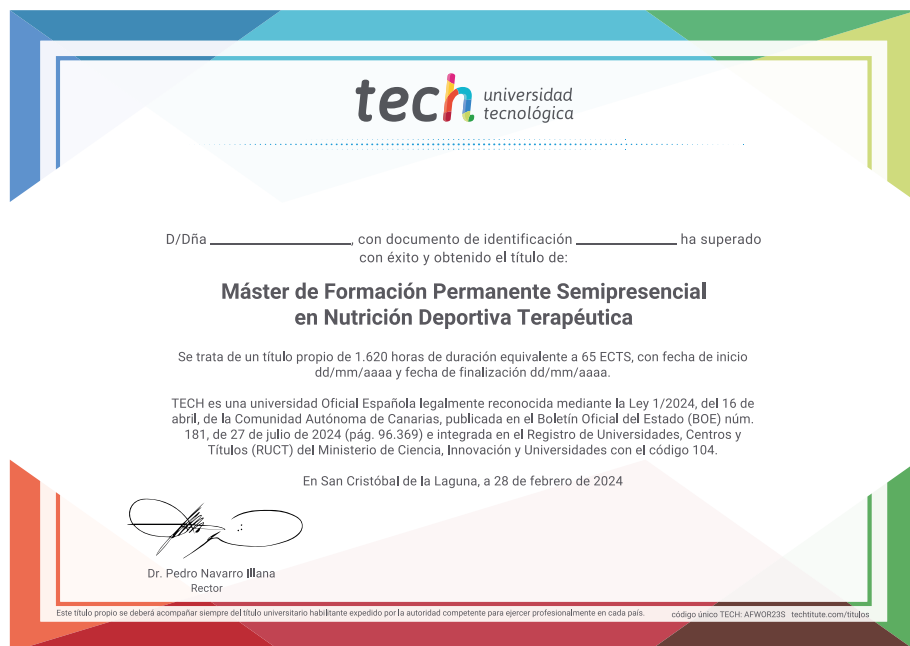 tech universidad
tecnológica
D/Dña ____________________, con documento de identificación ______________ ha superado
con éxito y obtenido el título de:
Máster de Formación Permanente Semipresencial
en Nutrición Deportiva Terapéutica
Se trata de un título propio de 1.620 horas de duración equivalente a 65 ECTS, con fecha de inicio
dd/mm/aaaa y fecha de finalización dd/mm/aaaa.
TECH es una universidad Oficial Española legalmente reconocida mediante la Ley 1/2024, del 16 de
abril, de la Comunidad Autónoma de Canarias, publicada en el Boletín Oficial del Estado (BOE) núm.
181, de 27 de julio de 2024 (pág. 96.369) e integrada en el Registro de Universidades, Centros y
Títulos (RUCT) del Ministerio de Ciencia, Innovación y Universidades con el código 104.
En San Cristóbal de la Laguna, a 28 de febrero de 2024
Dr. Pedro Navarro Illana
Rector
Este título propio se deberá acompañar siempre del título universitario habilitante expedido por la autoridad competente para ejercer profesionalmente en cada país. código único TECH: AFWOR23S techtitute.com/titulos